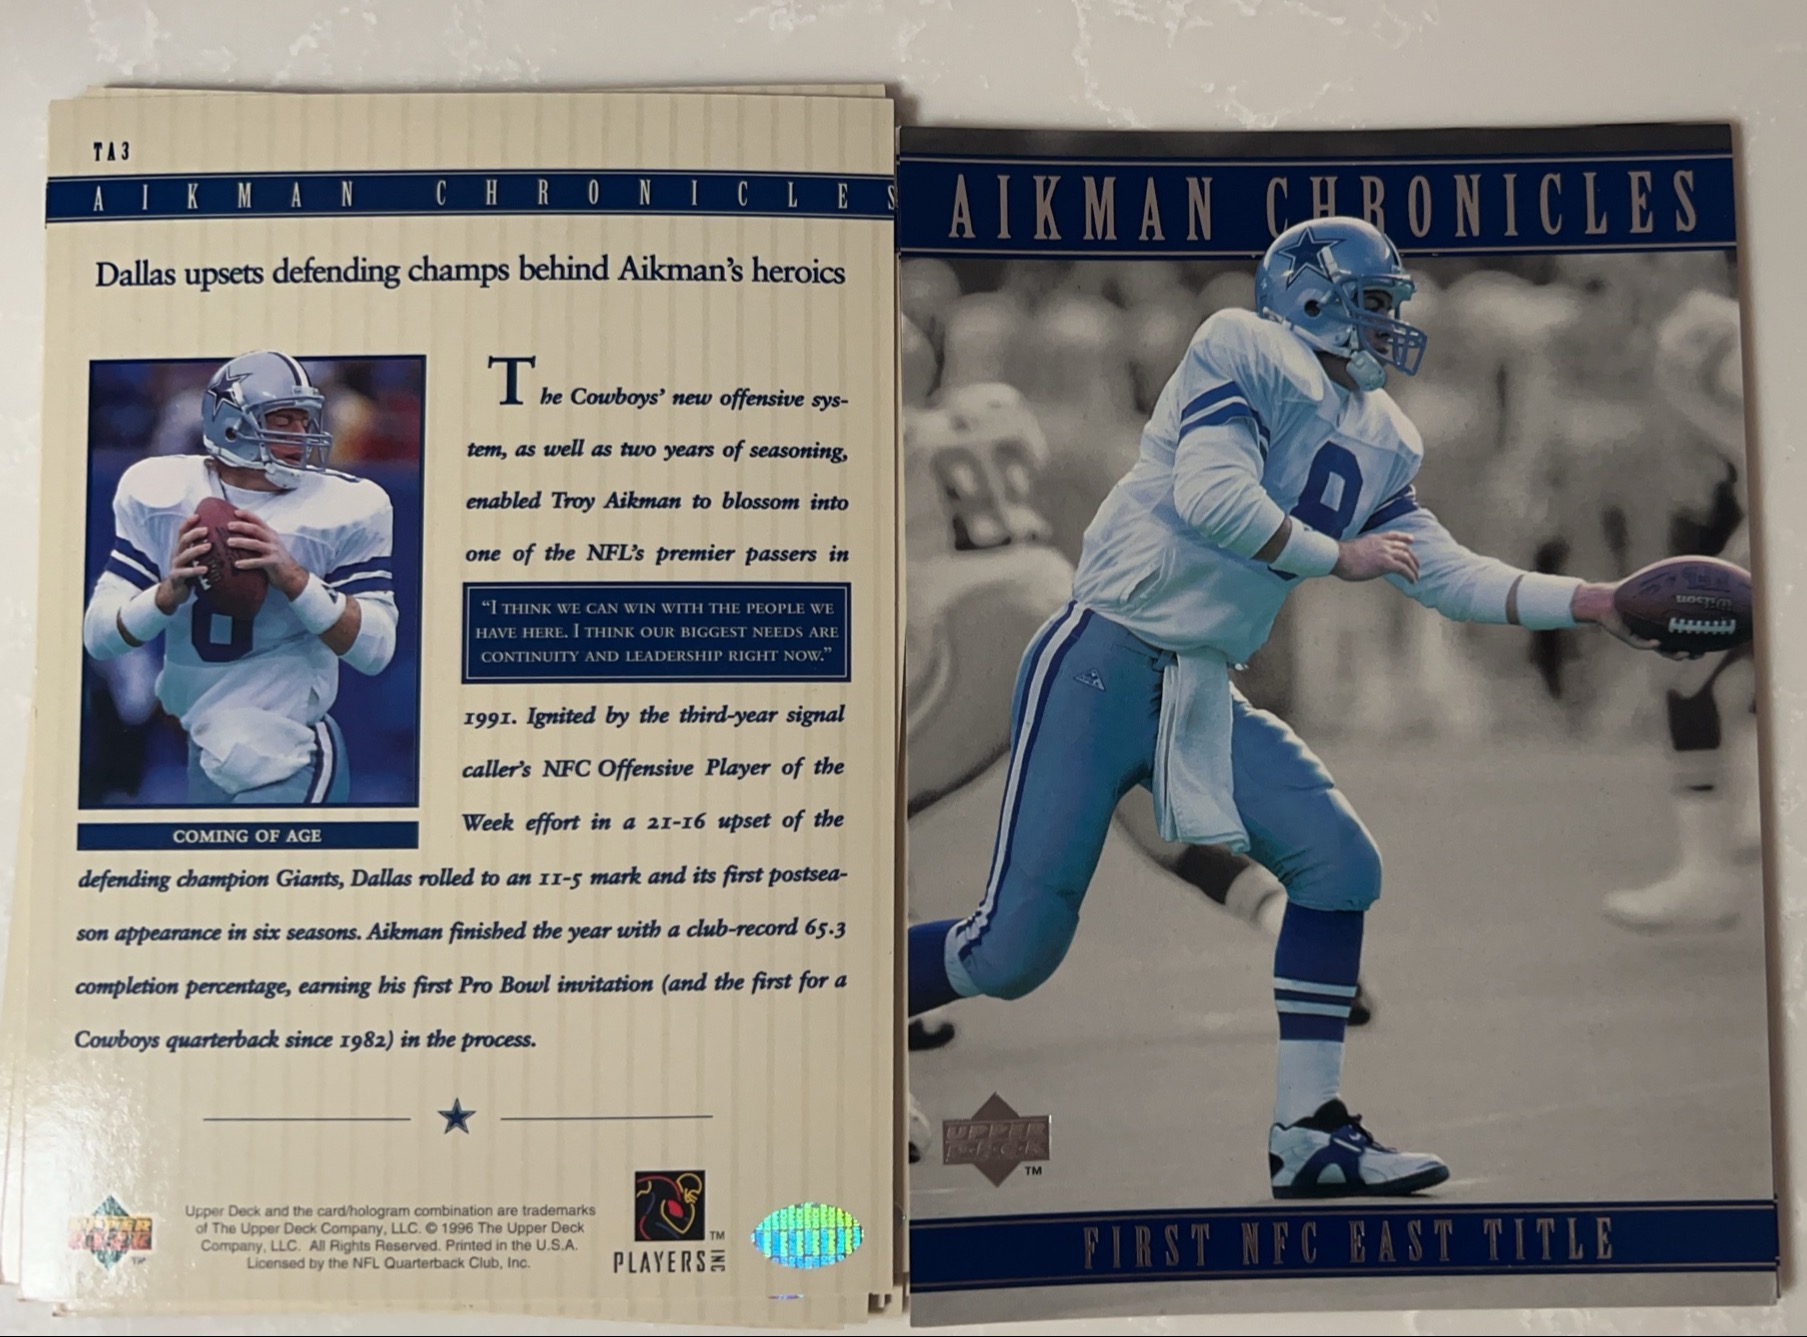 TA3
AIKMAN CHRONICLES
Dallas upsets defending champs behind Aikman's heroics
The Cowboys' new offensive sys-
tem, as well as two years of seasoning,
enabled Troy Aikman to blossom into
one of the NFL's premier passers in
"I THINK WE CAN WIN WITH THE PEOPLE WE
HAVE HERE. I THINK OUR BIGGEST NEEDS ARE
CONTINUITY AND LEADERSHIP RIGHT NOW."
1991. Ignited by the third-year signal
caller's NFC Offensive Player of the
Week effort in a 21-16 upset of the
COMING OF AGE
defending champion Giants, Dallas rolled to an 11-5 mark and its first postsea-
son appearance in six seasons. Aikman finished the year with a club-record 65.3
completion percentage, earning his first Pro Bowl invitation (and the first for a
Cowboys quarterback since 1982) in the process.
UPPER DECK
Upper Deck and the card/hologram combination are trademarks
of The Upper Deck Company, LLC. © 1996 The Upper Deck
Company, LLC. All Rights Reserved. Printed in the U.S.A.
Licensed by the NFL Quarterback Club, Inc.
PLAYERS INC
TM
AIKMAN CHRONICLES
8
Wilson
UPPER DECK
TM
FIRST NFC EAST TITLE